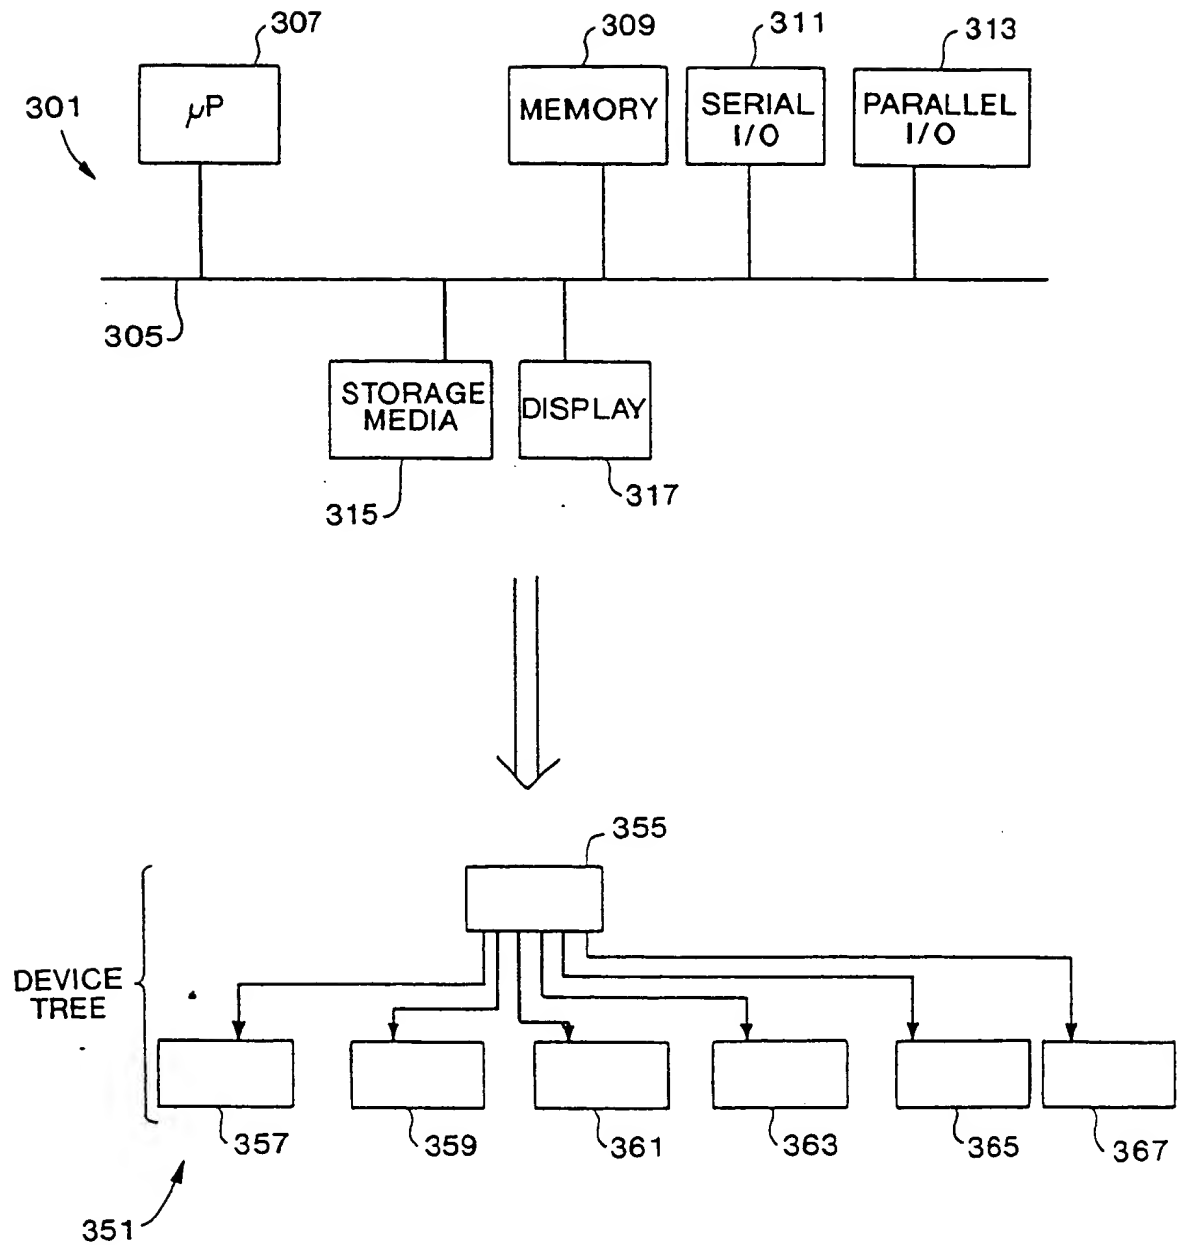 307
309
311
313
301
μP
MEMORY
SERIAL
I/O
PARALLEL
I/O
305
STORAGE
MEDIA
DISPLAY
315
317
355
DEVICE
TREE
357
359
361
363
365
367
351